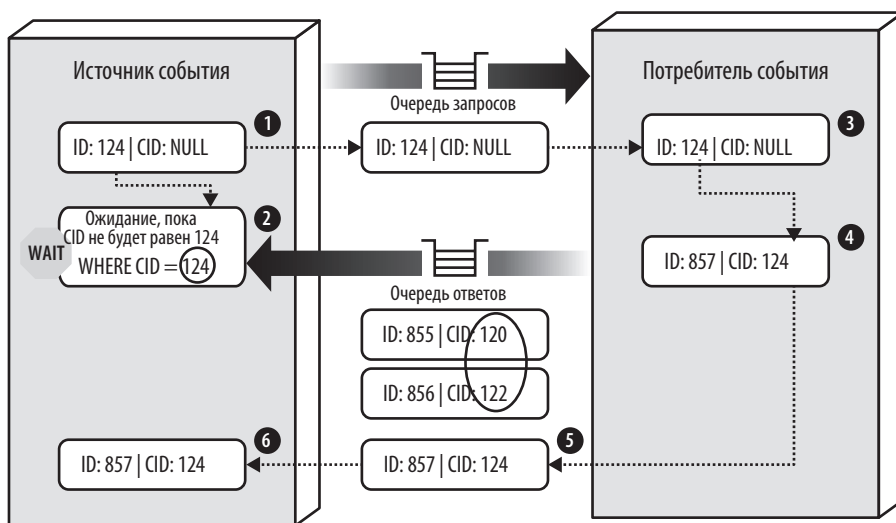 Источник события
Потребитель события
Очередь запросов
1
ID: 124 | CID: NULL
ID: 124 | CID: NULL
3
ID: 124 | CID: NULL
2
Ожидание, пока
CID не будет равен 124
WAIT
WHERE CID = 124
4
ID: 857 | CID: 124
Очередь ответов
ID: 855 | CID: 120
ID: 856 | CID: 122
6
ID: 857 | CID: 124
5
ID: 857 | CID: 124